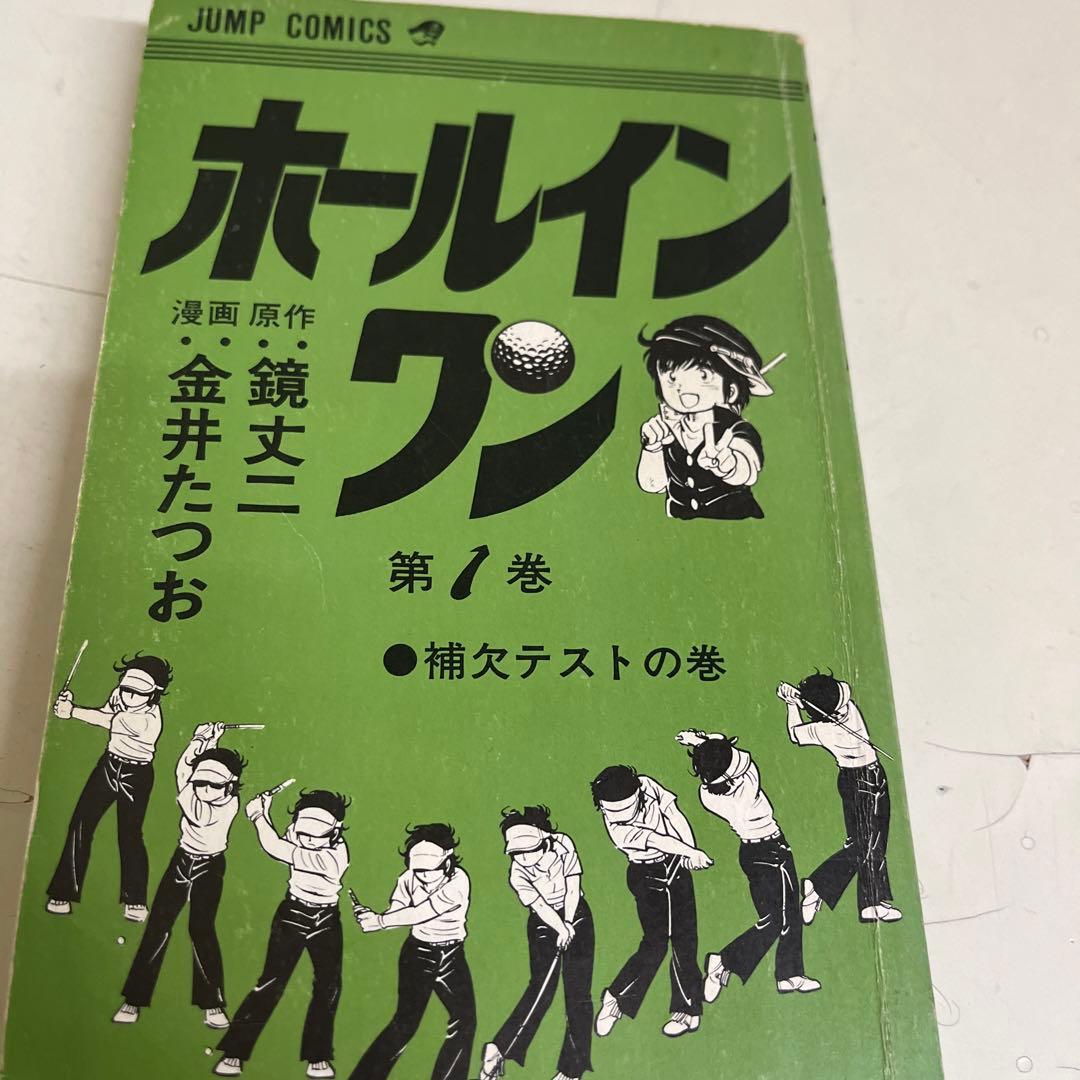 JUMP COMICS
ホールイン
ワン
原作
・・鏡丈二
漫画
・・金井たつお
第1巻
●補欠テストの巻